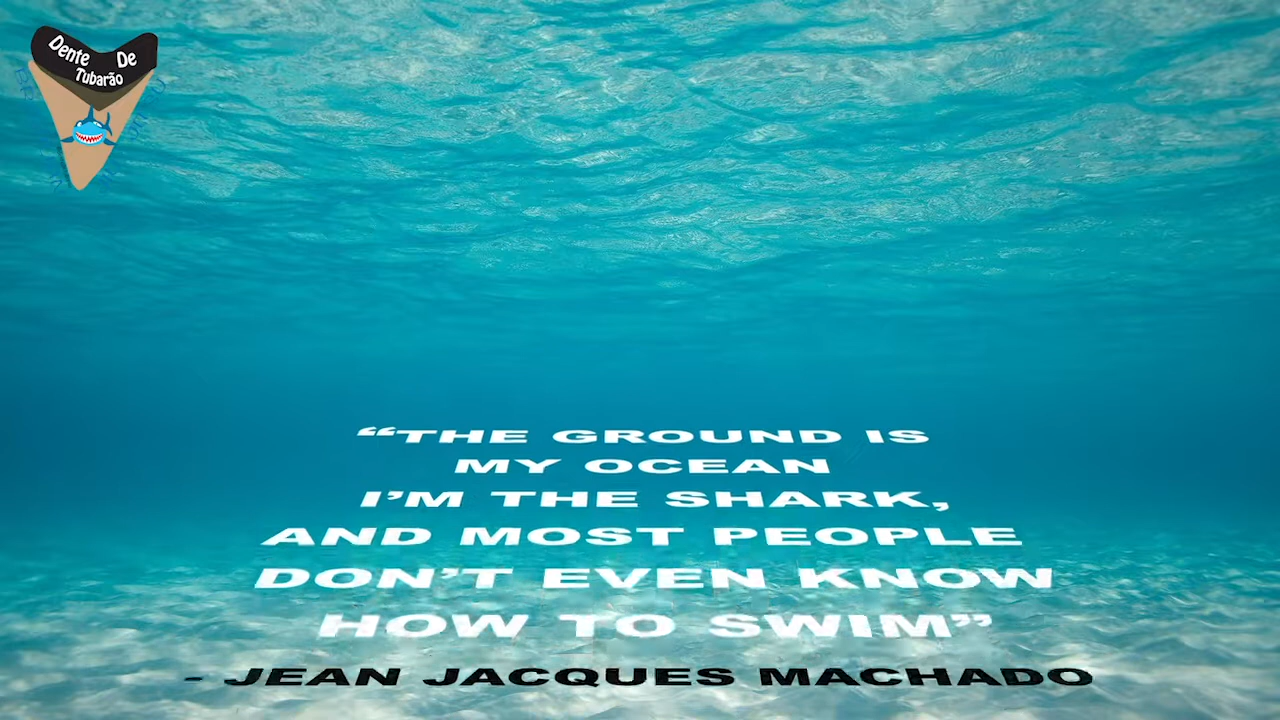 Dente De
Tubarão
“THE GROUND IS
MY OCEAN
I’M THE SHARK,
AND MOST PEOPLE
DON’T EVEN KNOW
HOW TO SWIM”
- JEAN JACQUES MACHADO